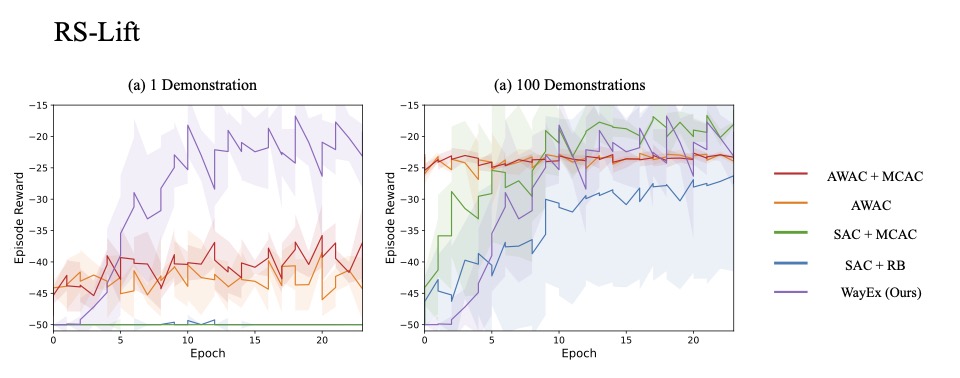 RS-Lift
(a) 1 Demonstration
(a) 100 Demonstrations
Episode Reward
−15
−20
−25
−30
−35
−40
−45
−50
0 5 10 15 20
Epoch
Episode Reward
−15
−20
−25
−30
−35
−40
−45
−50
0 5 10 15 20
Epoch
AWAC + MCAC
AWAC
SAC + MCAC
SAC + RB
WayEx (Ours)